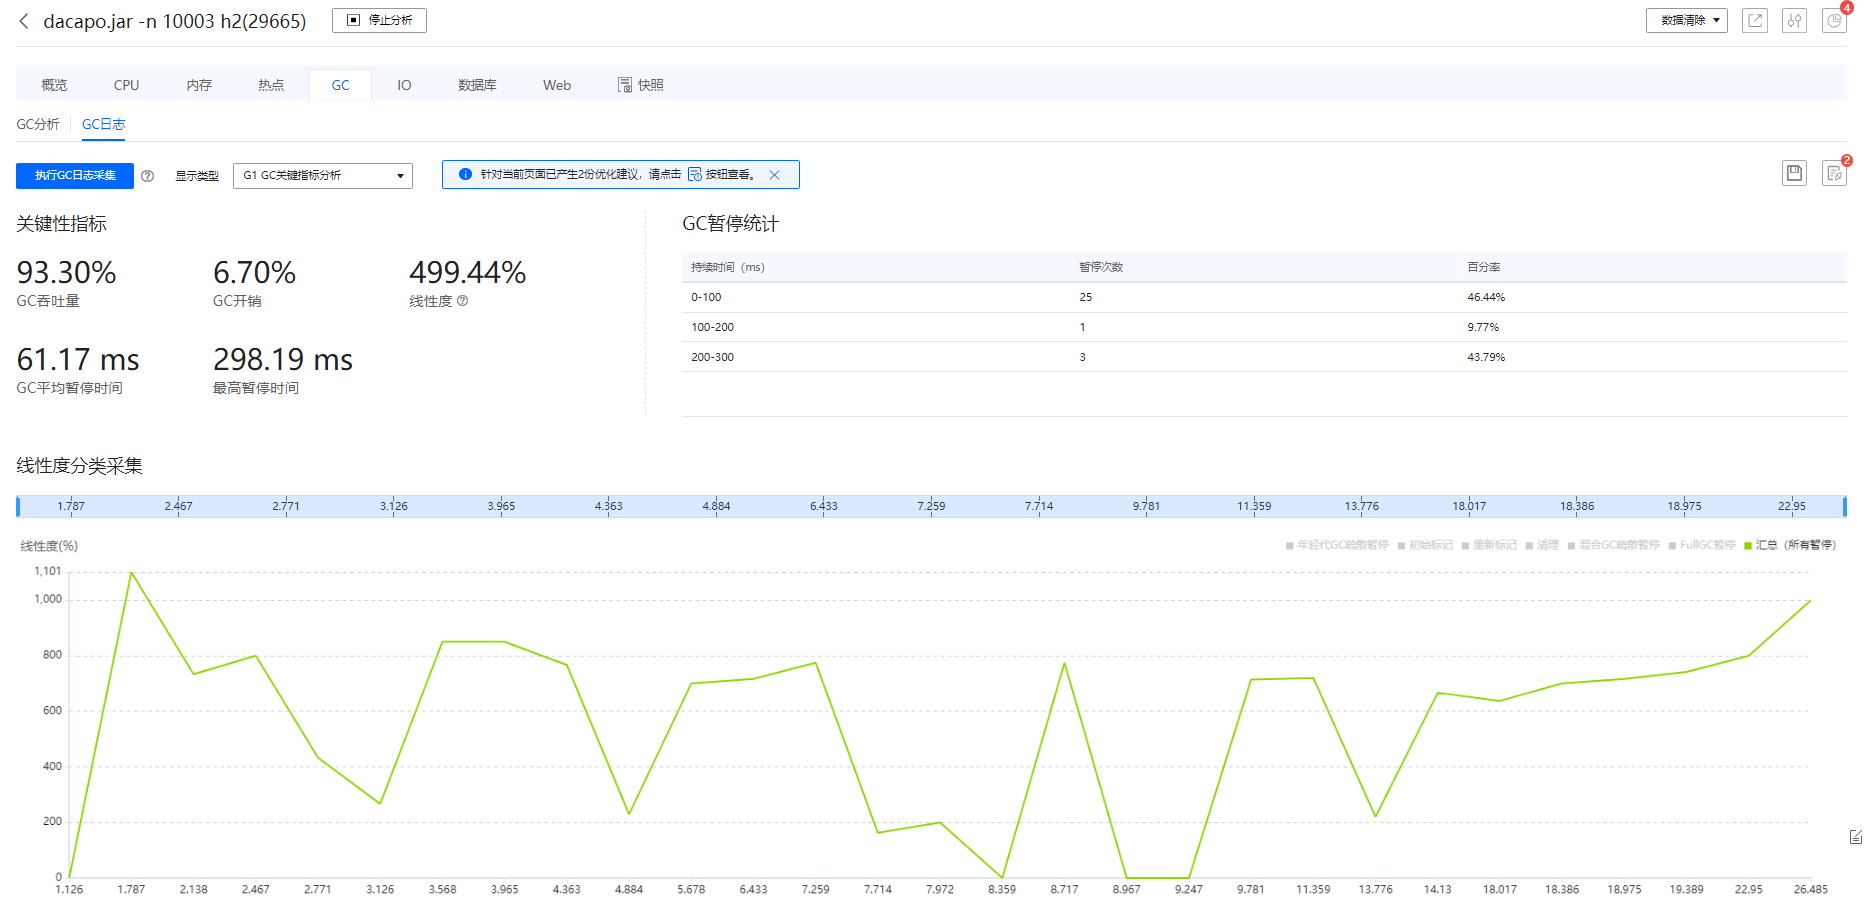 dacapo.jar -n 10003 h2(29665) 停止分析 数据清除 4
概览 CPU 内存 热点 GC IO 数据库 Web 快照
GC分析 GC日志
执行GC日志采集 显示类型 G1 GC关键指标分析 针对当前页面已产生2份优化建议，请点击 按钮查看。 2
关键性指标
93.30% 6.70% 499.44%
GC吞吐量 GC开销 线性度
61.17 ms 298.19 ms
GC平均暂停时间 最高暂停时间
GC暂停统计
持续时间（ms） 暂停次数 百分率
0-100 25 46.44%
100-200 1 9.77%
200-300 3 43.79%
线性度分类采集
1.787 2.467 2.771 3.126 3.965 4.363 4.884 6.433 7.259 7.714 9.781 11.359 13.776 18.017 18.386 18.975 22.95
线性度(%) 年轻代GC疏散暂停 初始标记 重新标记 清理 混合GC疏散暂停 FullGC暂停 汇总（所有暂停）
1,101
1,000
800
600
400
200
0
1.126 1.787 2.138 2.467 2.771 3.126 3.568 3.965 4.363 4.884 5.678 6.433 7.259 7.714 7.972 8.359 8.717 8.967 9.247 9.781 11.359 13.776 14.13 18.017 18.386 18.975 19.389 22.95 26.485